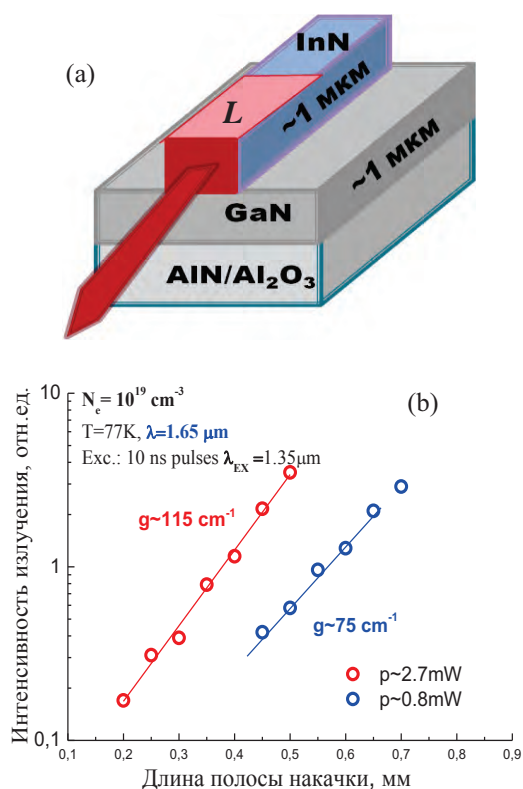 (a)
InN
L
~1 мкм
~1 мкм
GaN
AlN/Al₂O₃
(b)
Nₑ = 10¹⁹ cm⁻³
T=77K, λ=1.65 μm
Exc.: 10 ns pulses λ_EX =1.35μm
g~115 cm⁻¹
g~75 cm⁻¹
p~2.7mW
p~0.8mW
Интенсивность излучения, отн.ед.
10
1
0,1
0,1 0,2 0,3 0,4 0,5 0,6 0,7 0,8 0,9
Длина полосы накачки, мм